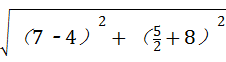 √((7 - 4)² + (5/2 + 8)²)